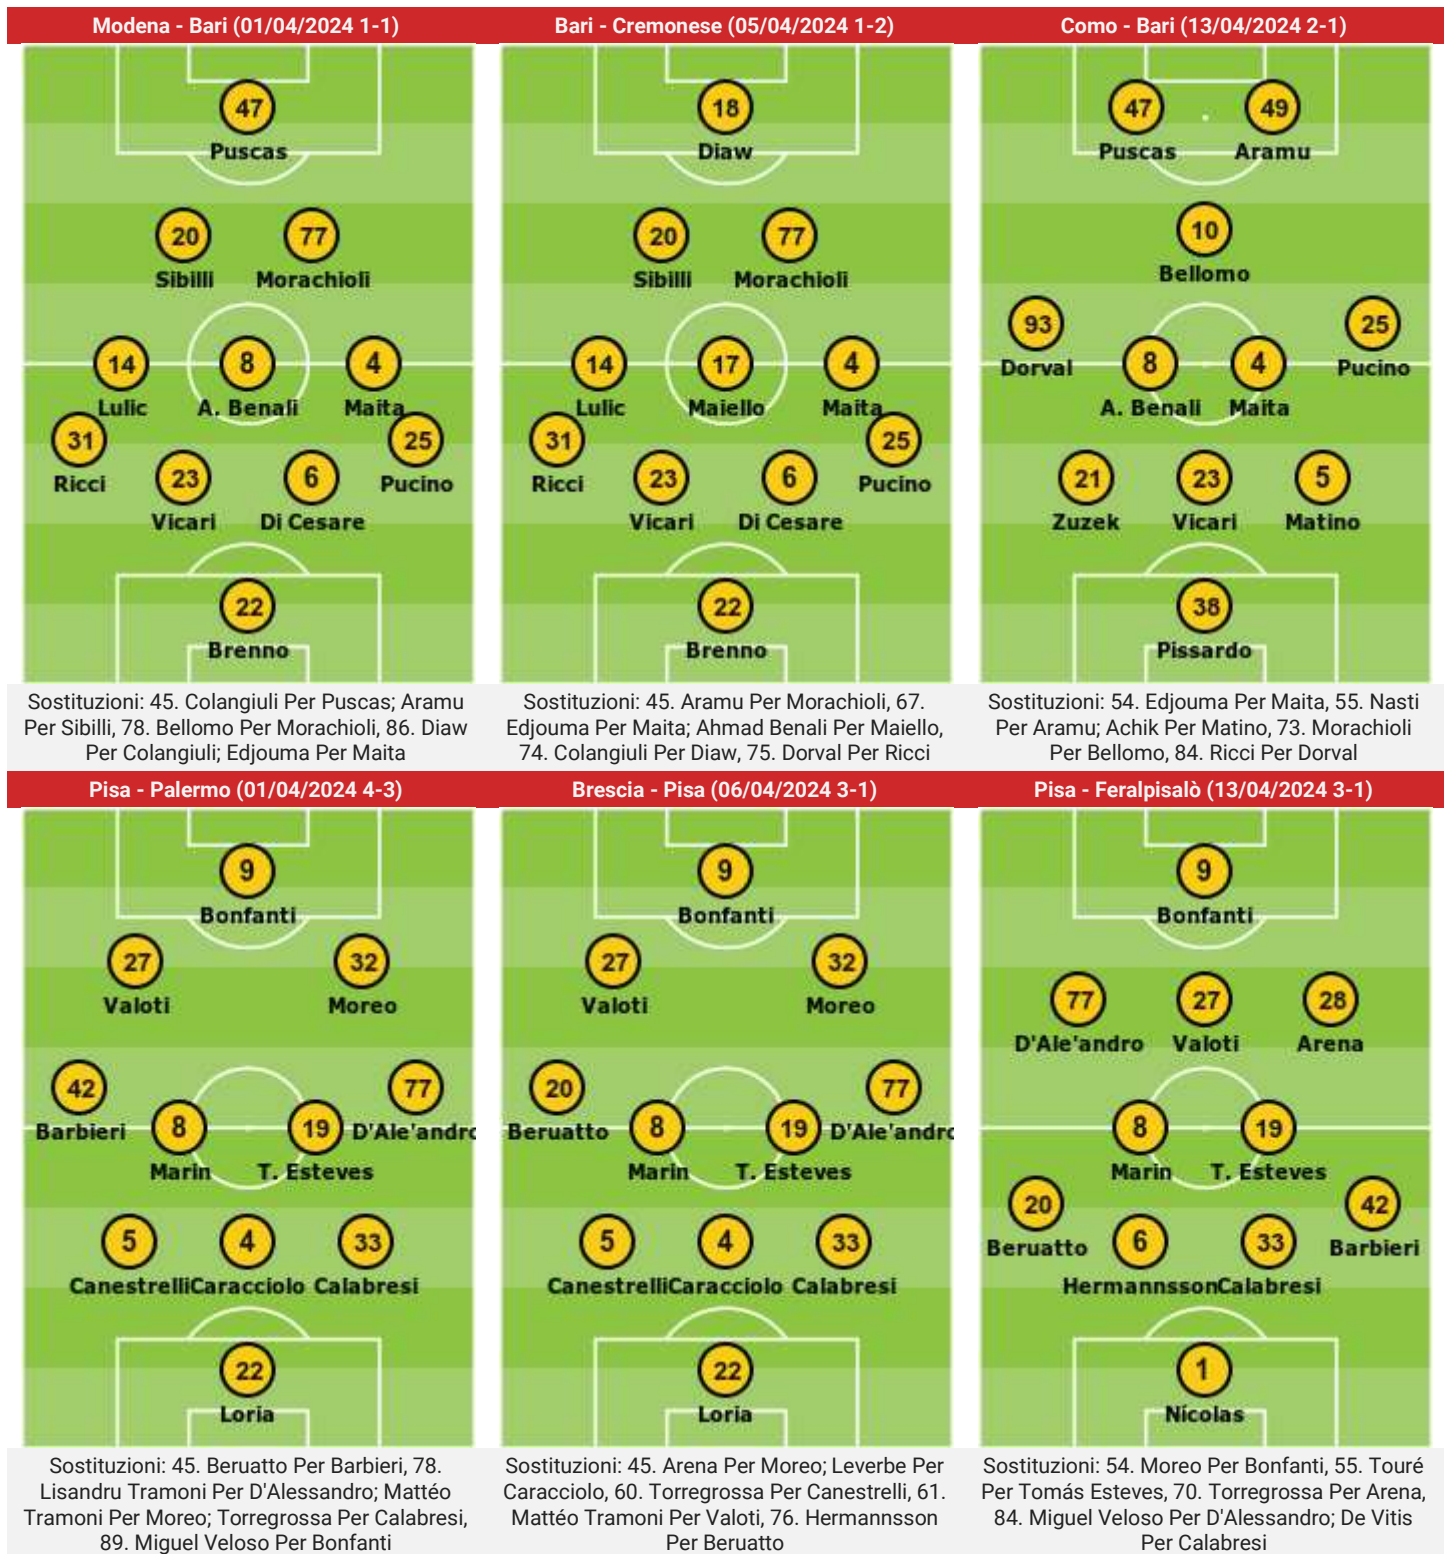 Modena - Bari (01/04/2024 1-1)
47
Puscas
20
77
Sibilli
Morachioli
14
8
4
Lulic
A. Benali
Maita
31
25
Ricci
23
6
Pucino
Vicari
Di Cesare
22
Brenno
Sostituzioni: 45. Colangiuli Per Puscas; Aramu
Per Sibilli, 78. Bellomo Per Morachioli, 86. Diaw
Per Colangiuli; Edjouma Per Maita
Bari - Cremonese (05/04/2024 1-2)
18
Diaw
20
77
Sibilli
Morachioli
14
17
4
Lulic
Maiello
Maita
31
25
Ricci
23
6
Pucino
Vicari
Di Cesare
22
Brenno
Sostituzioni: 45. Aramu Per Morachioli, 67.
Edjouma Per Maita; Ahmad Benali Per Maiello,
74. Colangiuli Per Diaw, 75. Dorval Per Ricci
Como - Bari (13/04/2024 2-1)
47
49
Puscas
Aramu
10
Bellomo
93
25
Dorval
8
4
Pucino
A. Benali
Maita
21
23
5
Zuzek
Vicari
Matino
38
Pissardo
Sostituzioni: 54. Edjouma Per Maita, 55. Nasti
Per Aramu; Achik Per Matino, 73. Morachioli
Per Bellomo, 84. Ricci Per Dorval
Pisa - Palermo (01/04/2024 4-3)
9
Bonfanti
27
32
Valoti
Moreo
42
77
Barbieri
8
19
D'Ale'andro
Marin
T. Esteves
5
4
33
Canestrelli
Caracciolo
Calabresi
22
Loria
Sostituzioni: 45. Beruatto Per Barbieri, 78.
Lisandru Tramoni Per D'Alessandro; Mattéo
Tramoni Per Moreo; Torregrossa Per Calabresi,
89. Miguel Veloso Per Bonfanti
Brescia - Pisa (06/04/2024 3-1)
9
Bonfanti
27
32
Valoti
Moreo
20
77
Beruatto
8
19
D'Ale'andro
Marin
T. Esteves
5
4
33
Canestrelli
Caracciolo
Calabresi
22
Loria
Sostituzioni: 45. Arena Per Moreo; Leverbe Per
Caracciolo, 60. Torregrossa Per Canestrelli, 61.
Mattéo Tramoni Per Valoti, 76. Hermannsson
Per Beruatto
Pisa - Feralpisalò (13/04/2024 3-1)
9
Bonfanti
77
27
28
D'Ale'andro
Valoti
Arena
8
19
Marin
T. Esteves
20
42
Beruatto
6
33
Barbieri
Hermannsson
Calabresi
1
Nícolas
Sostituzioni: 54. Moreo Per Bonfanti, 55. Touré
Per Tomás Esteves, 70. Torregrossa Per Arena,
84. Miguel Veloso Per D'Alessandro; De Vitis
Per Calabresi